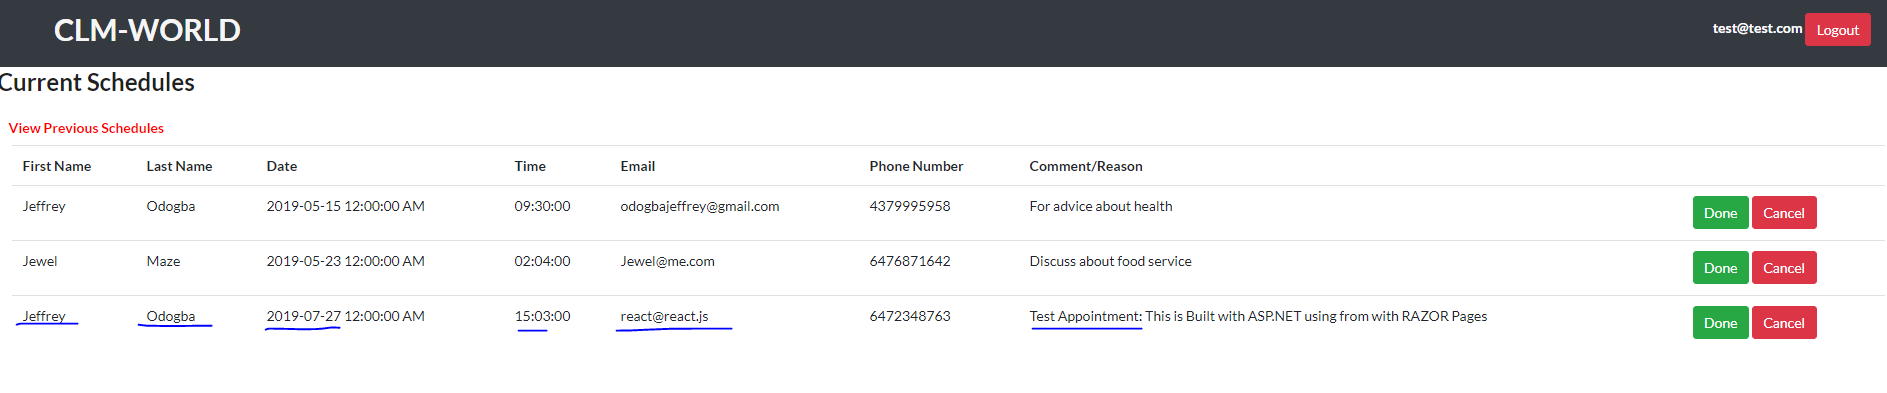 CLM-WORLD
test@test.com Logout
Current Schedules
View Previous Schedules
First Name Last Name Date Time Email Phone Number Comment/Reason
Jeffrey Odogba 2019-05-15 12:00:00 AM 09:30:00 odogbajeffrey@gmail.com 4379995958 For advice about health Done Cancel
Jewel Maze 2019-05-23 12:00:00 AM 02:04:00 Jewel@me.com 6476871642 Discuss about food service Done Cancel
Jeffrey Odogba 2019-07-27 12:00:00 AM 15:03:00 react@react.js 6472348763 Test Appointment: This is Built with ASP.NET using from with RAZOR Pages Done Cancel